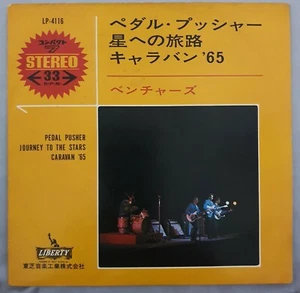 LP-4116
コンパクト
STEREO
33
ペダル・プッシャー
星への旅路
キャラバン '65
ベンチャーズ
PEDAL PUSHER
JOURNEY TO THE STARS
CARAVAN '65
LIBERTY
東芝音楽工業株式会社